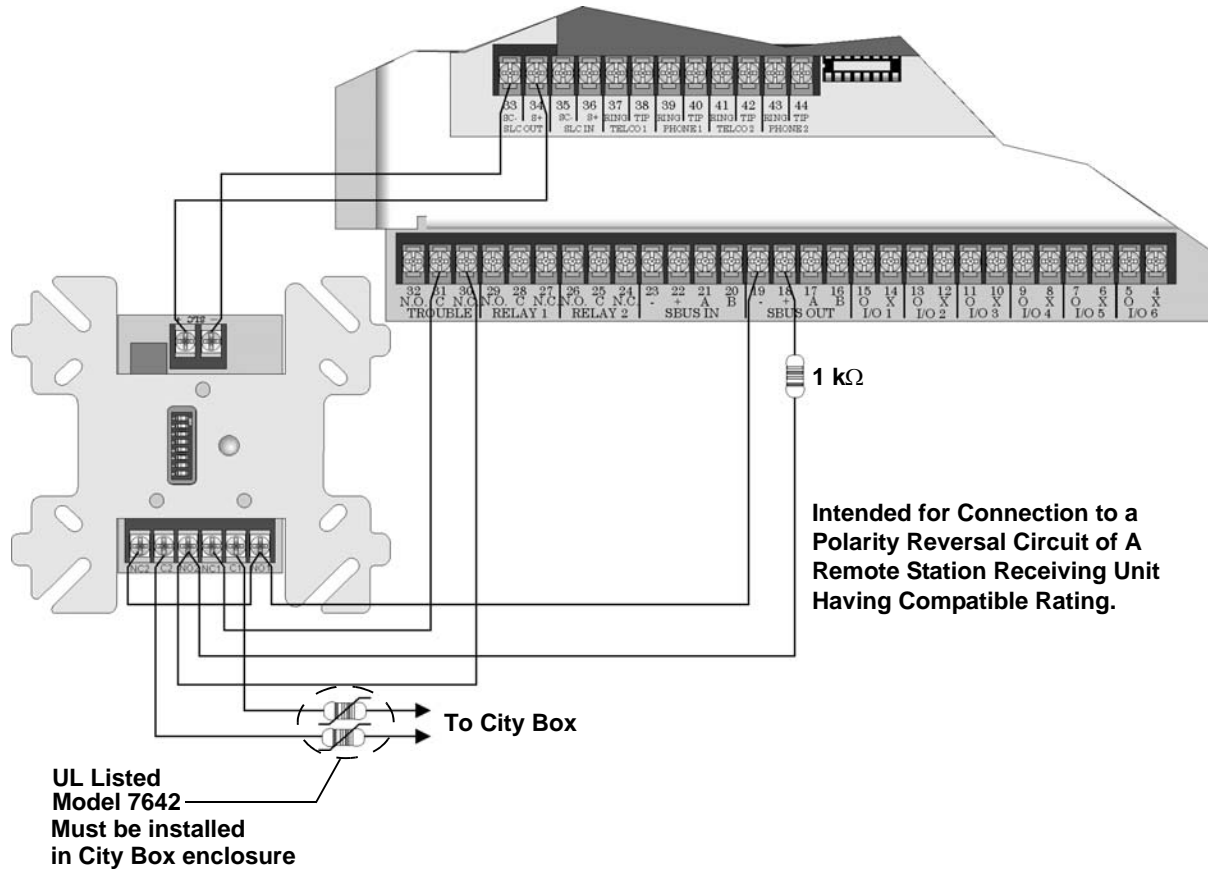 33 34 35 36 37 38 39 40 41 42 43 44
SC- S+ SC- S+ RING TIP RING TIP RING TIP RING TIP
SLC OUT SLC IN TELCO 1 PHONE 1 TELCO 2 PHONE 2
32 31 30 29 28 27 26 25 24 23 22 21 20 19 18 17 16 15 14 13 12 11 10 9 8 7 6 5 4
N.O. C N.C. N.O. C N.C. N.O. C N.C. - + A B - + A B O X O X O X O X O X O X
TROUBLE RELAY 1 RELAY 2 SBUS IN SBUS OUT I/O 1 I/O 2 I/O 3 I/O 4 I/O 5 I/O 6
+ SLC -
1 kΩ
NC2 C2 NO NC1 C1 NO
Intended for Connection to a
Polarity Reversal Circuit of A
Remote Station Receiving Unit
Having Compatible Rating.
To City Box
UL Listed
Model 7642
Must be installed
in City Box enclosure